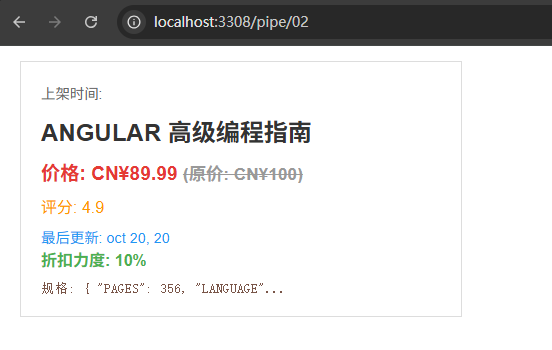 localhost:3308/pipe/02
上架时间:
ANGULAR 高级编程指南
价格: CN¥89.99 (原价: CN¥100)
评分: 4.9
最后更新: oct 20, 20
折扣力度: 10%
规格: { "PAGES": 356, "LANGUAGE"...